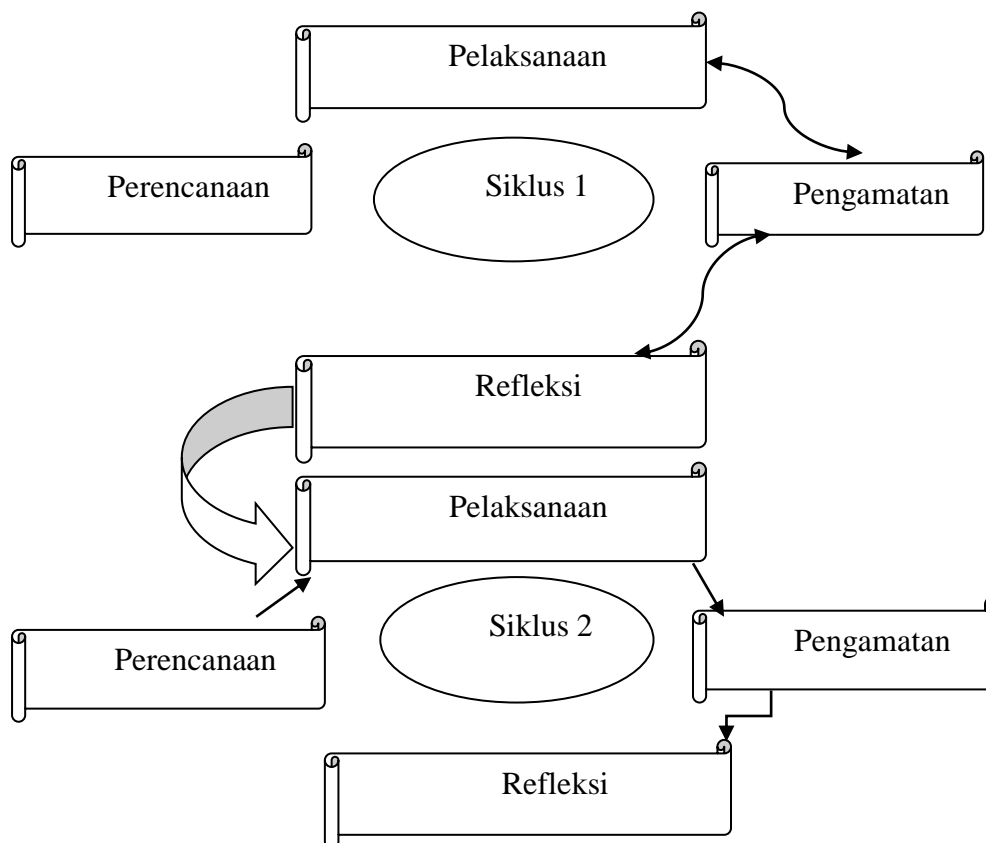 Pelaksanaan
Perencanaan
Siklus 1
Pengamatan
Refleksi
Pelaksanaan
Perencanaan
Siklus 2
Pengamatan
Refleksi